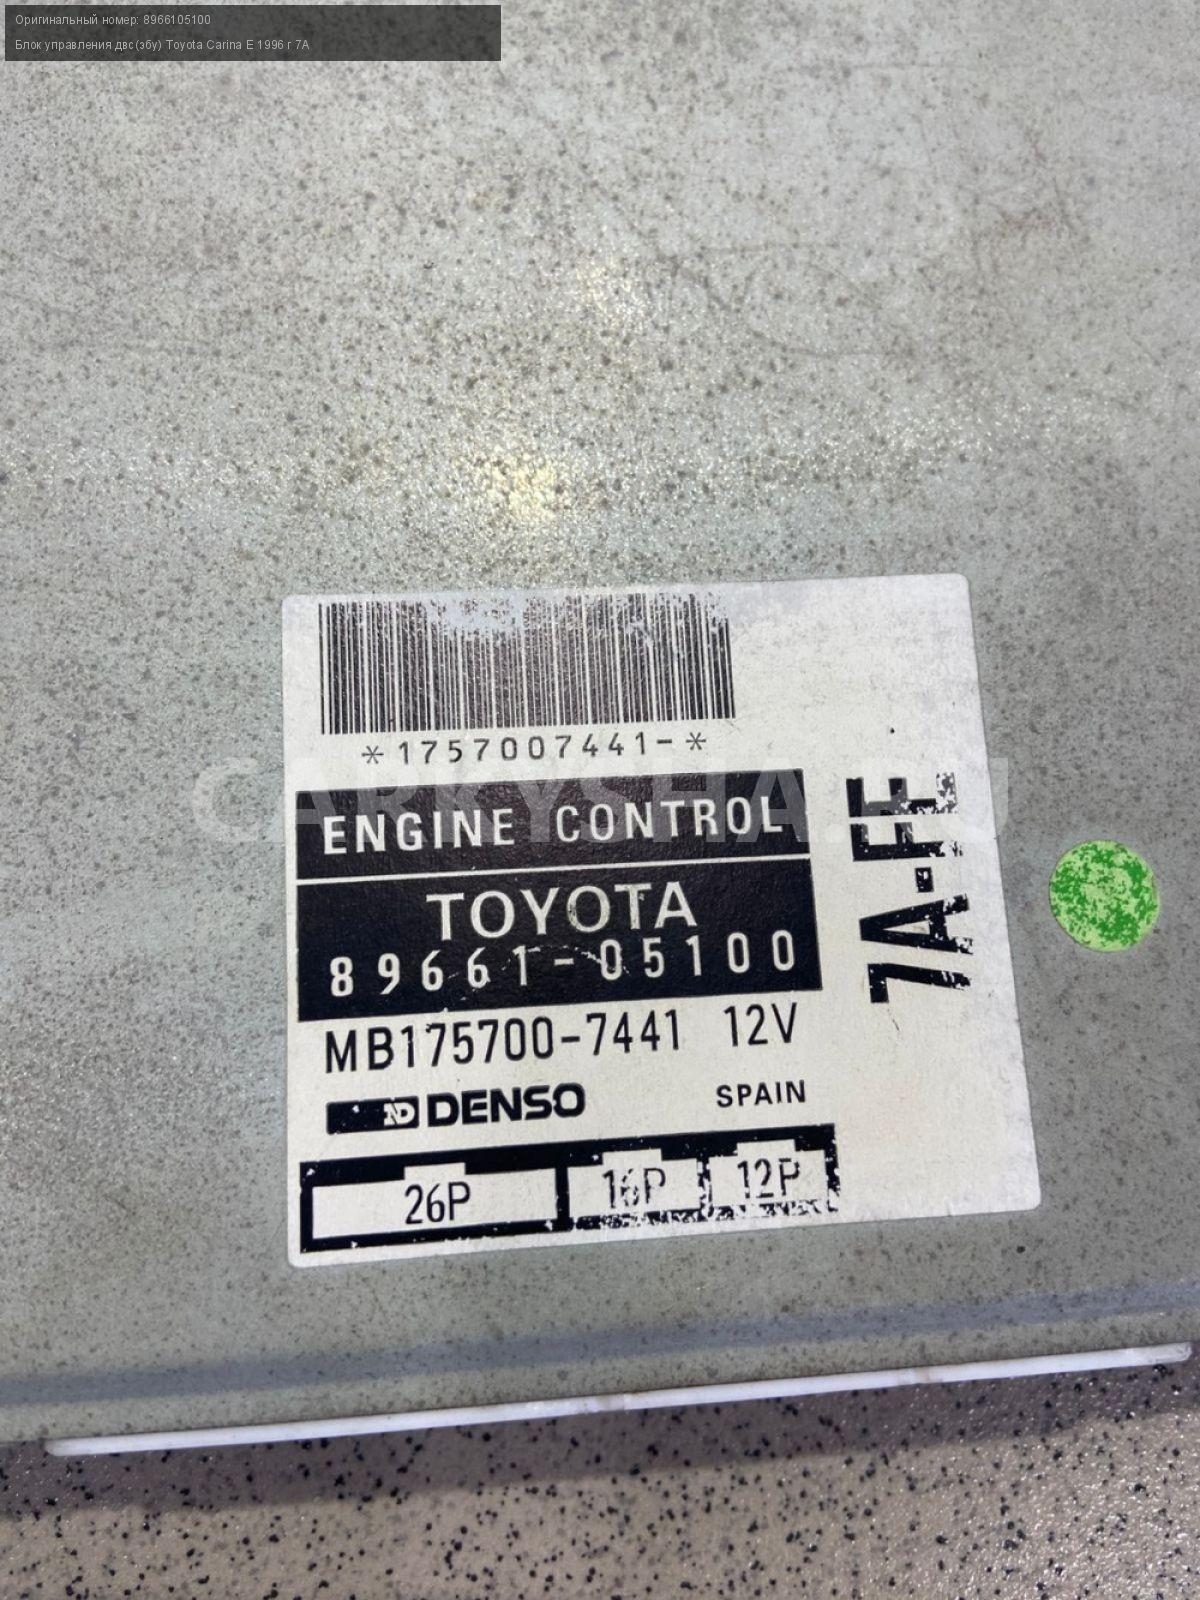 Оригинальный номер: 8966105100
Блок управления двс (эбу) Toyota Carina E 1996 г 7A
*1757007441-*
ENGINE CONTROL
TOYOTA
89661-05100
MB175700-7441 12V
ND DENSO SPAIN
26P 16P 12P
7A-FE